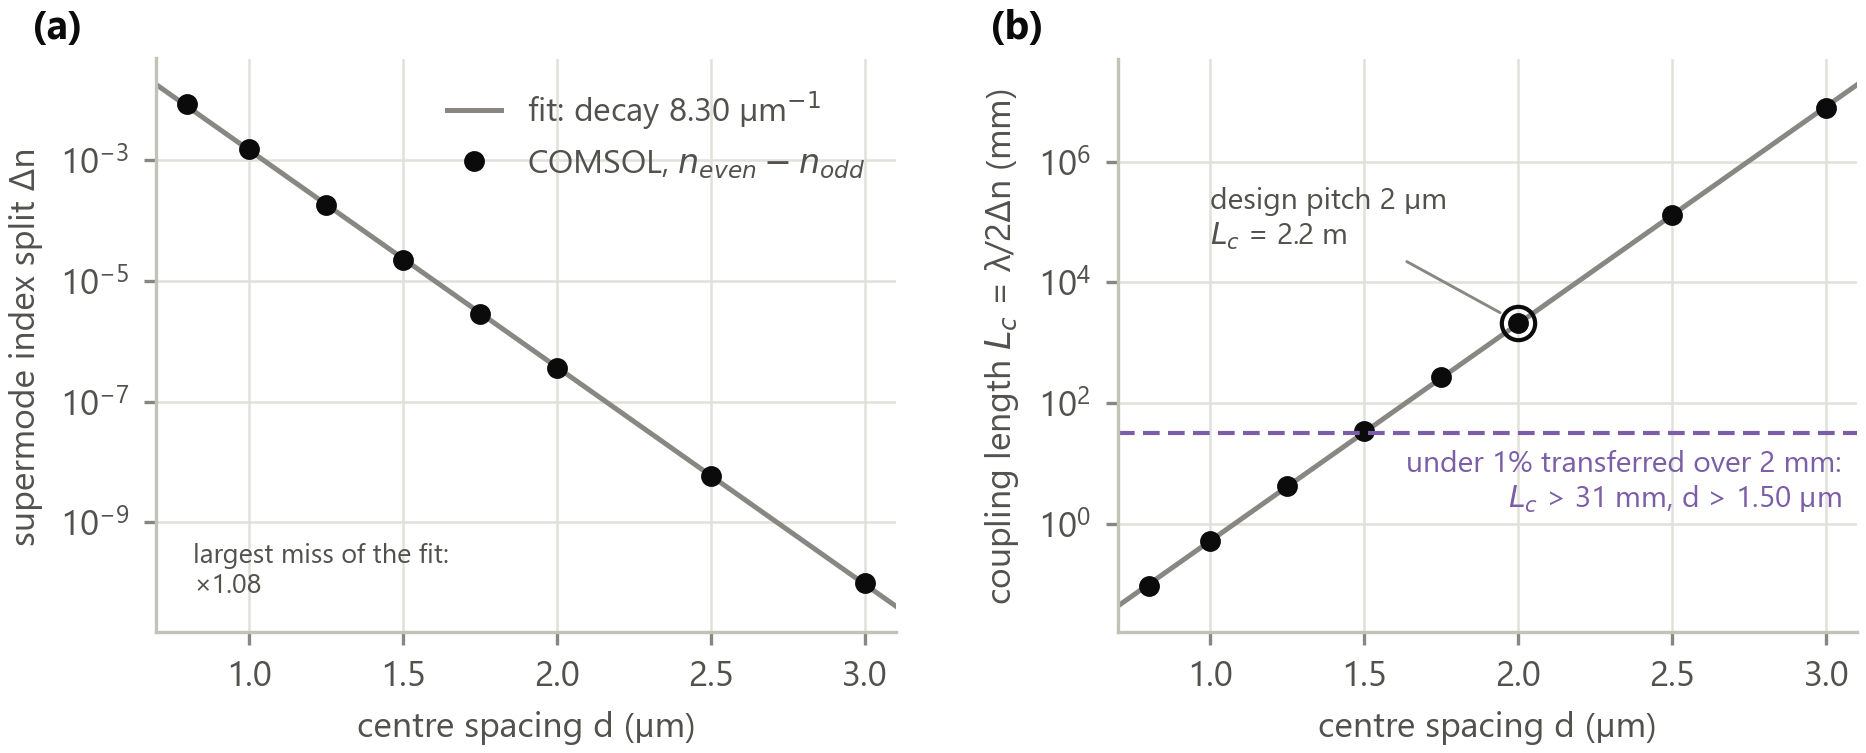 (a)
supermode index split Δn
10⁻³
10⁻⁵
10⁻⁷
10⁻⁹
fit: decay 8.30 µm⁻¹
COMSOL, n_even − n_odd
largest miss of the fit:
×1.08
1.0 1.5 2.0 2.5 3.0
centre spacing d (µm)
(b)
coupling length L_c = λ/2Δn (mm)
10⁶
10⁴
10²
10⁰
design pitch 2 µm
L_c = 2.2 m
under 1% transferred over 2 mm:
L_c > 31 mm, d > 1.50 µm
1.0 1.5 2.0 2.5 3.0
centre spacing d (µm)